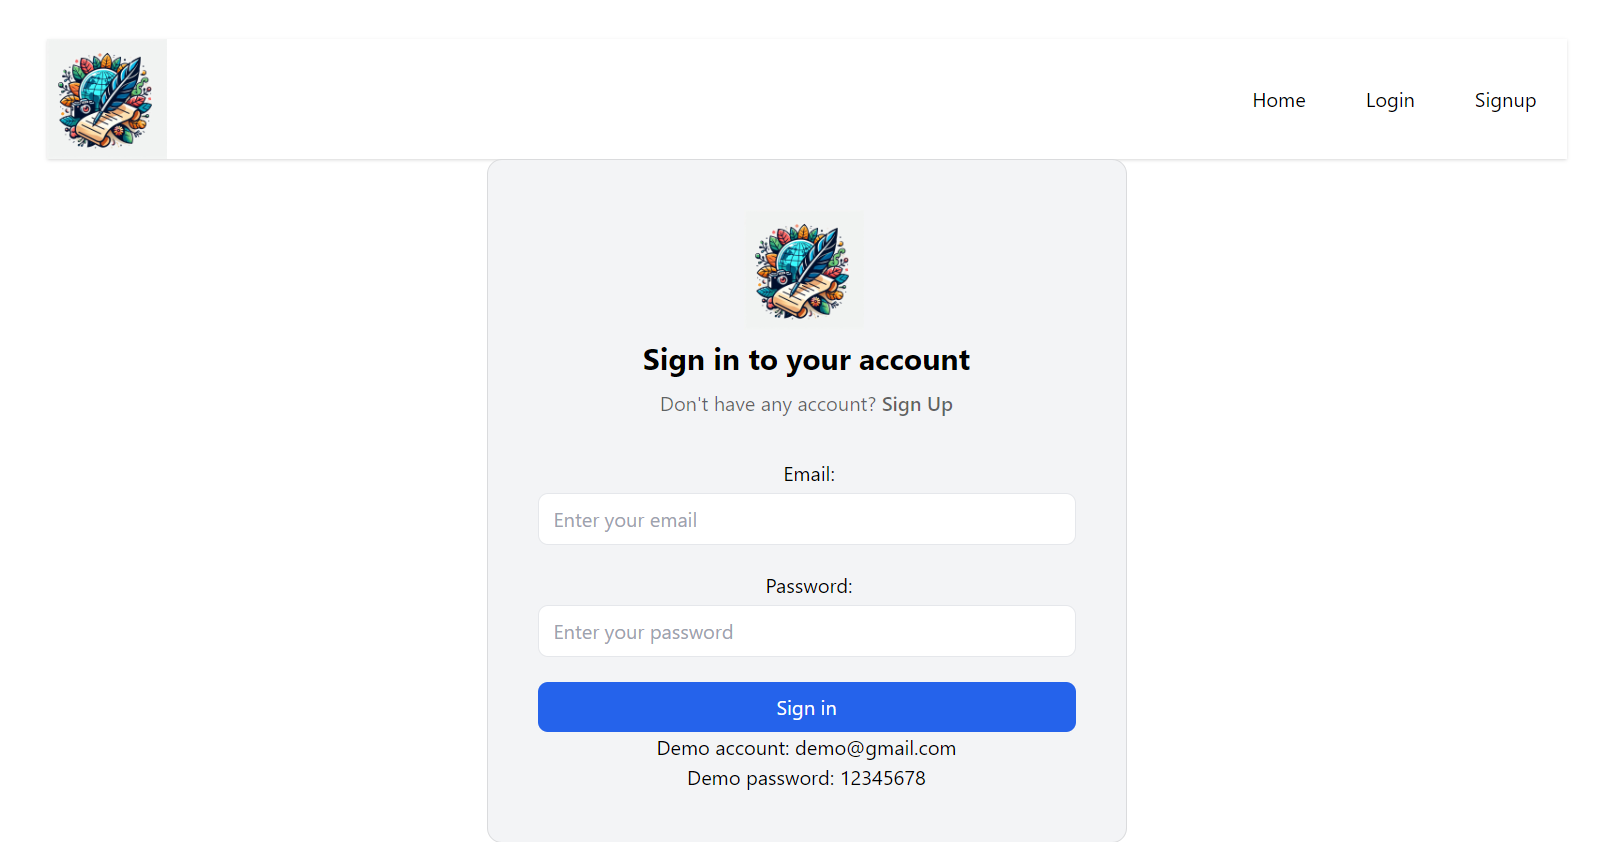 Home Login Signup
Sign in to your account
Don't have any account? Sign Up
Email:
Enter your email
Password:
Enter your password
Sign in
Demo account: demo@gmail.com
Demo password: 12345678